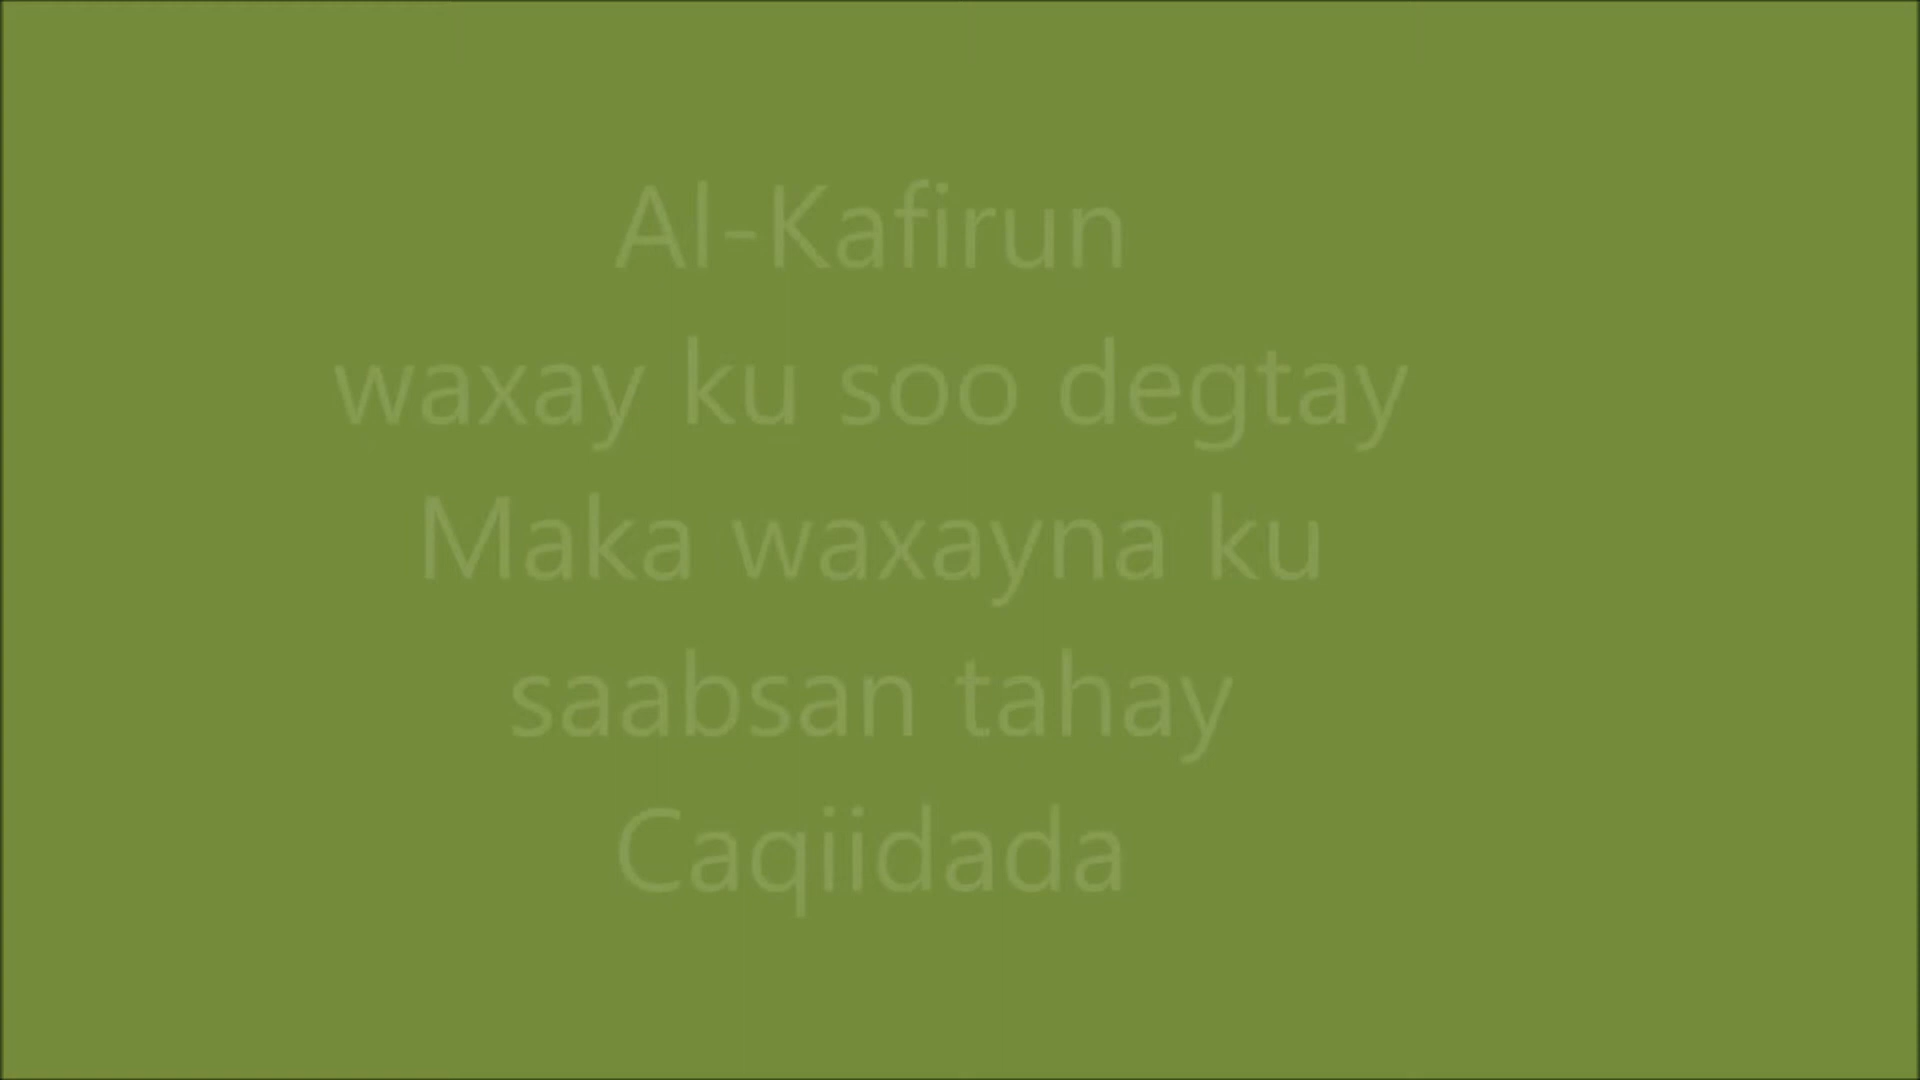 Al-Kafirun
waxay ku soo degtay
Maka waxayna ku
saabsan tahay
Caqiidada